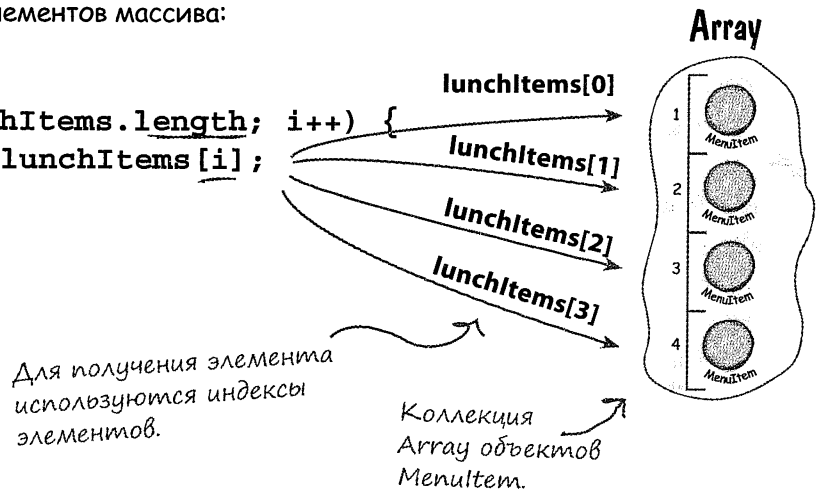 лементов массива:
Array
hItems.length; i++) {
lunchItems[i];
lunchItems[0]
lunchItems[1]
lunchItems[2]
lunchItems[3]
1
MenuItem
2
MenuItem
3
MenuItem
4
MenuItem
Для получения элемента
используются индексы
элементов.
Коллекция
Array объектов
MenuItem.